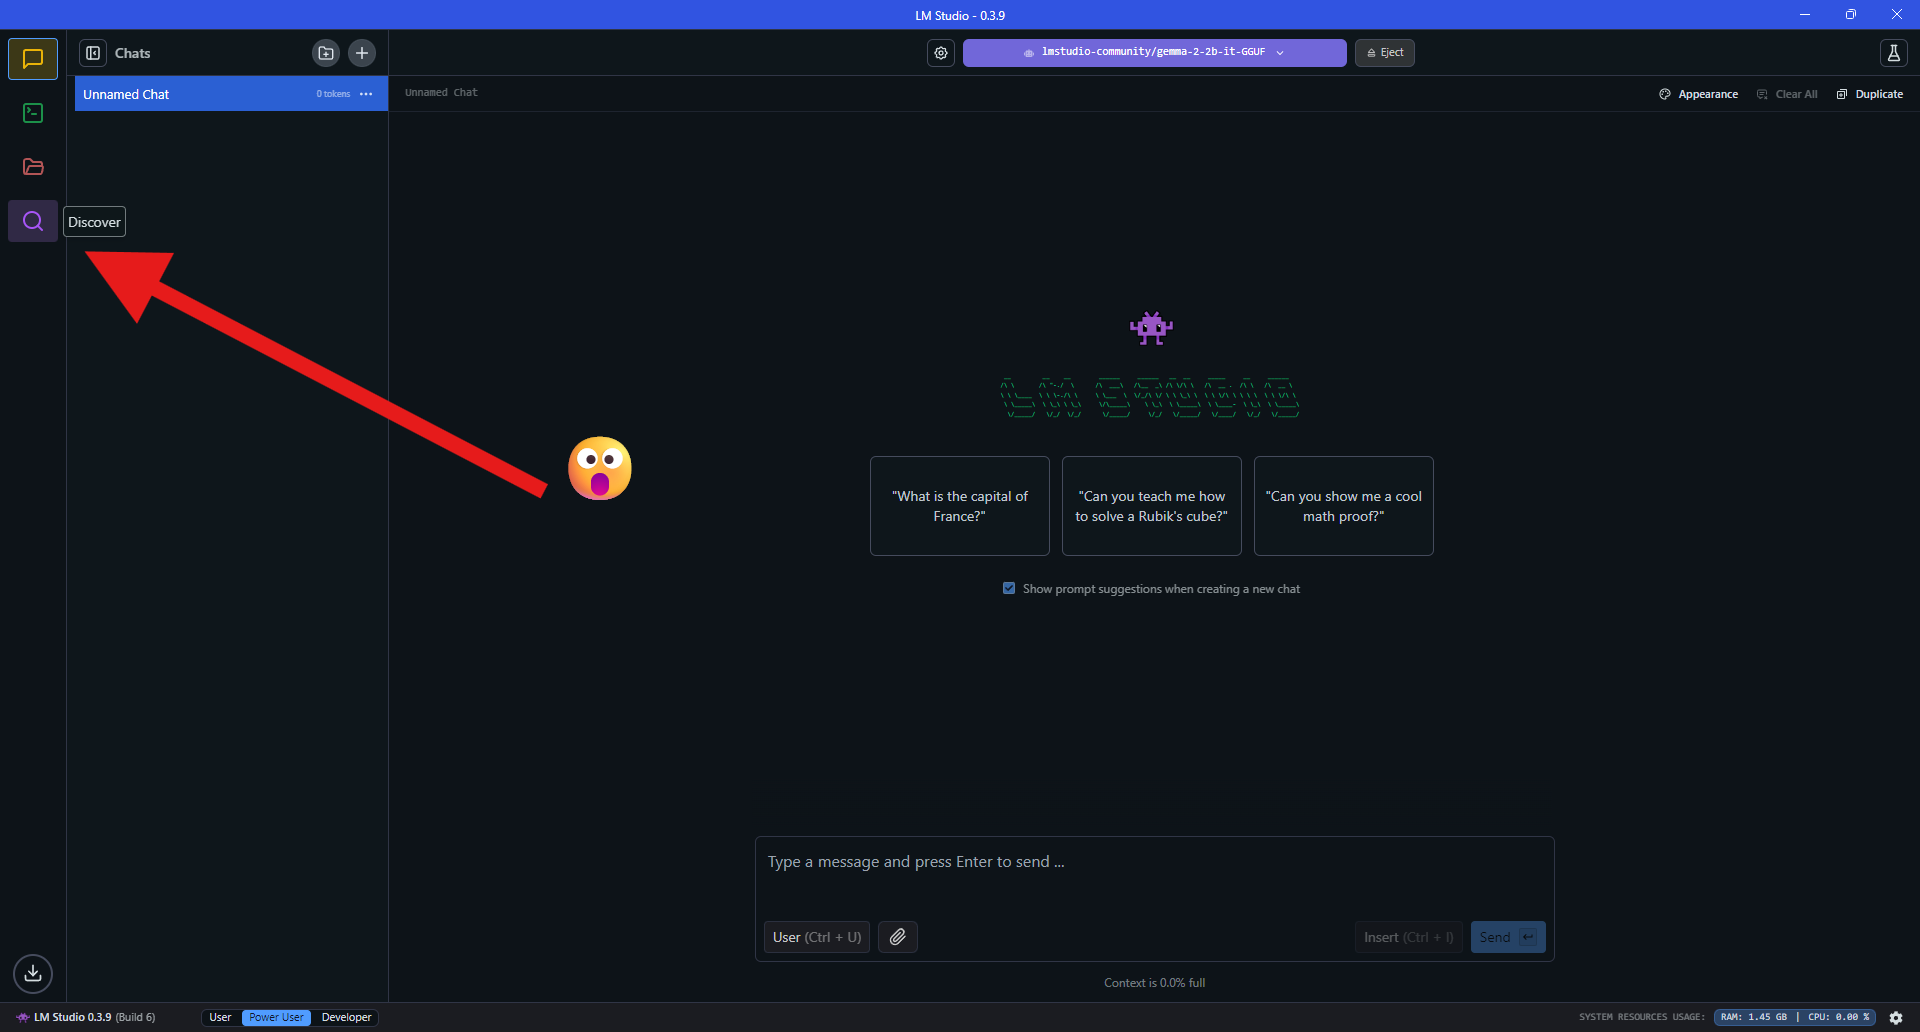 LM Studio - 0.3.9
Chats
lmstudio-community/gemma-2-2b-it-GGUF
Eject
Unnamed Chat
0 tokens
Unnamed Chat
Appearance
Clear All
Duplicate
Discover
LM STUDIO
"What is the capital of
France?"
"Can you teach me how
to solve a Rubik's cube?"
"Can you show me a cool
math proof?"
Show prompt suggestions when creating a new chat
Type a message and press Enter to send ...
User (Ctrl + U)
Insert (Ctrl + I)
Send
Context is 0.0% full
LM Studio 0.3.9 (Build 6)
User
Power User
Developer
SYSTEM RESOURCES USAGE:
RAM: 1.45 GB | CPU: 0.00 %